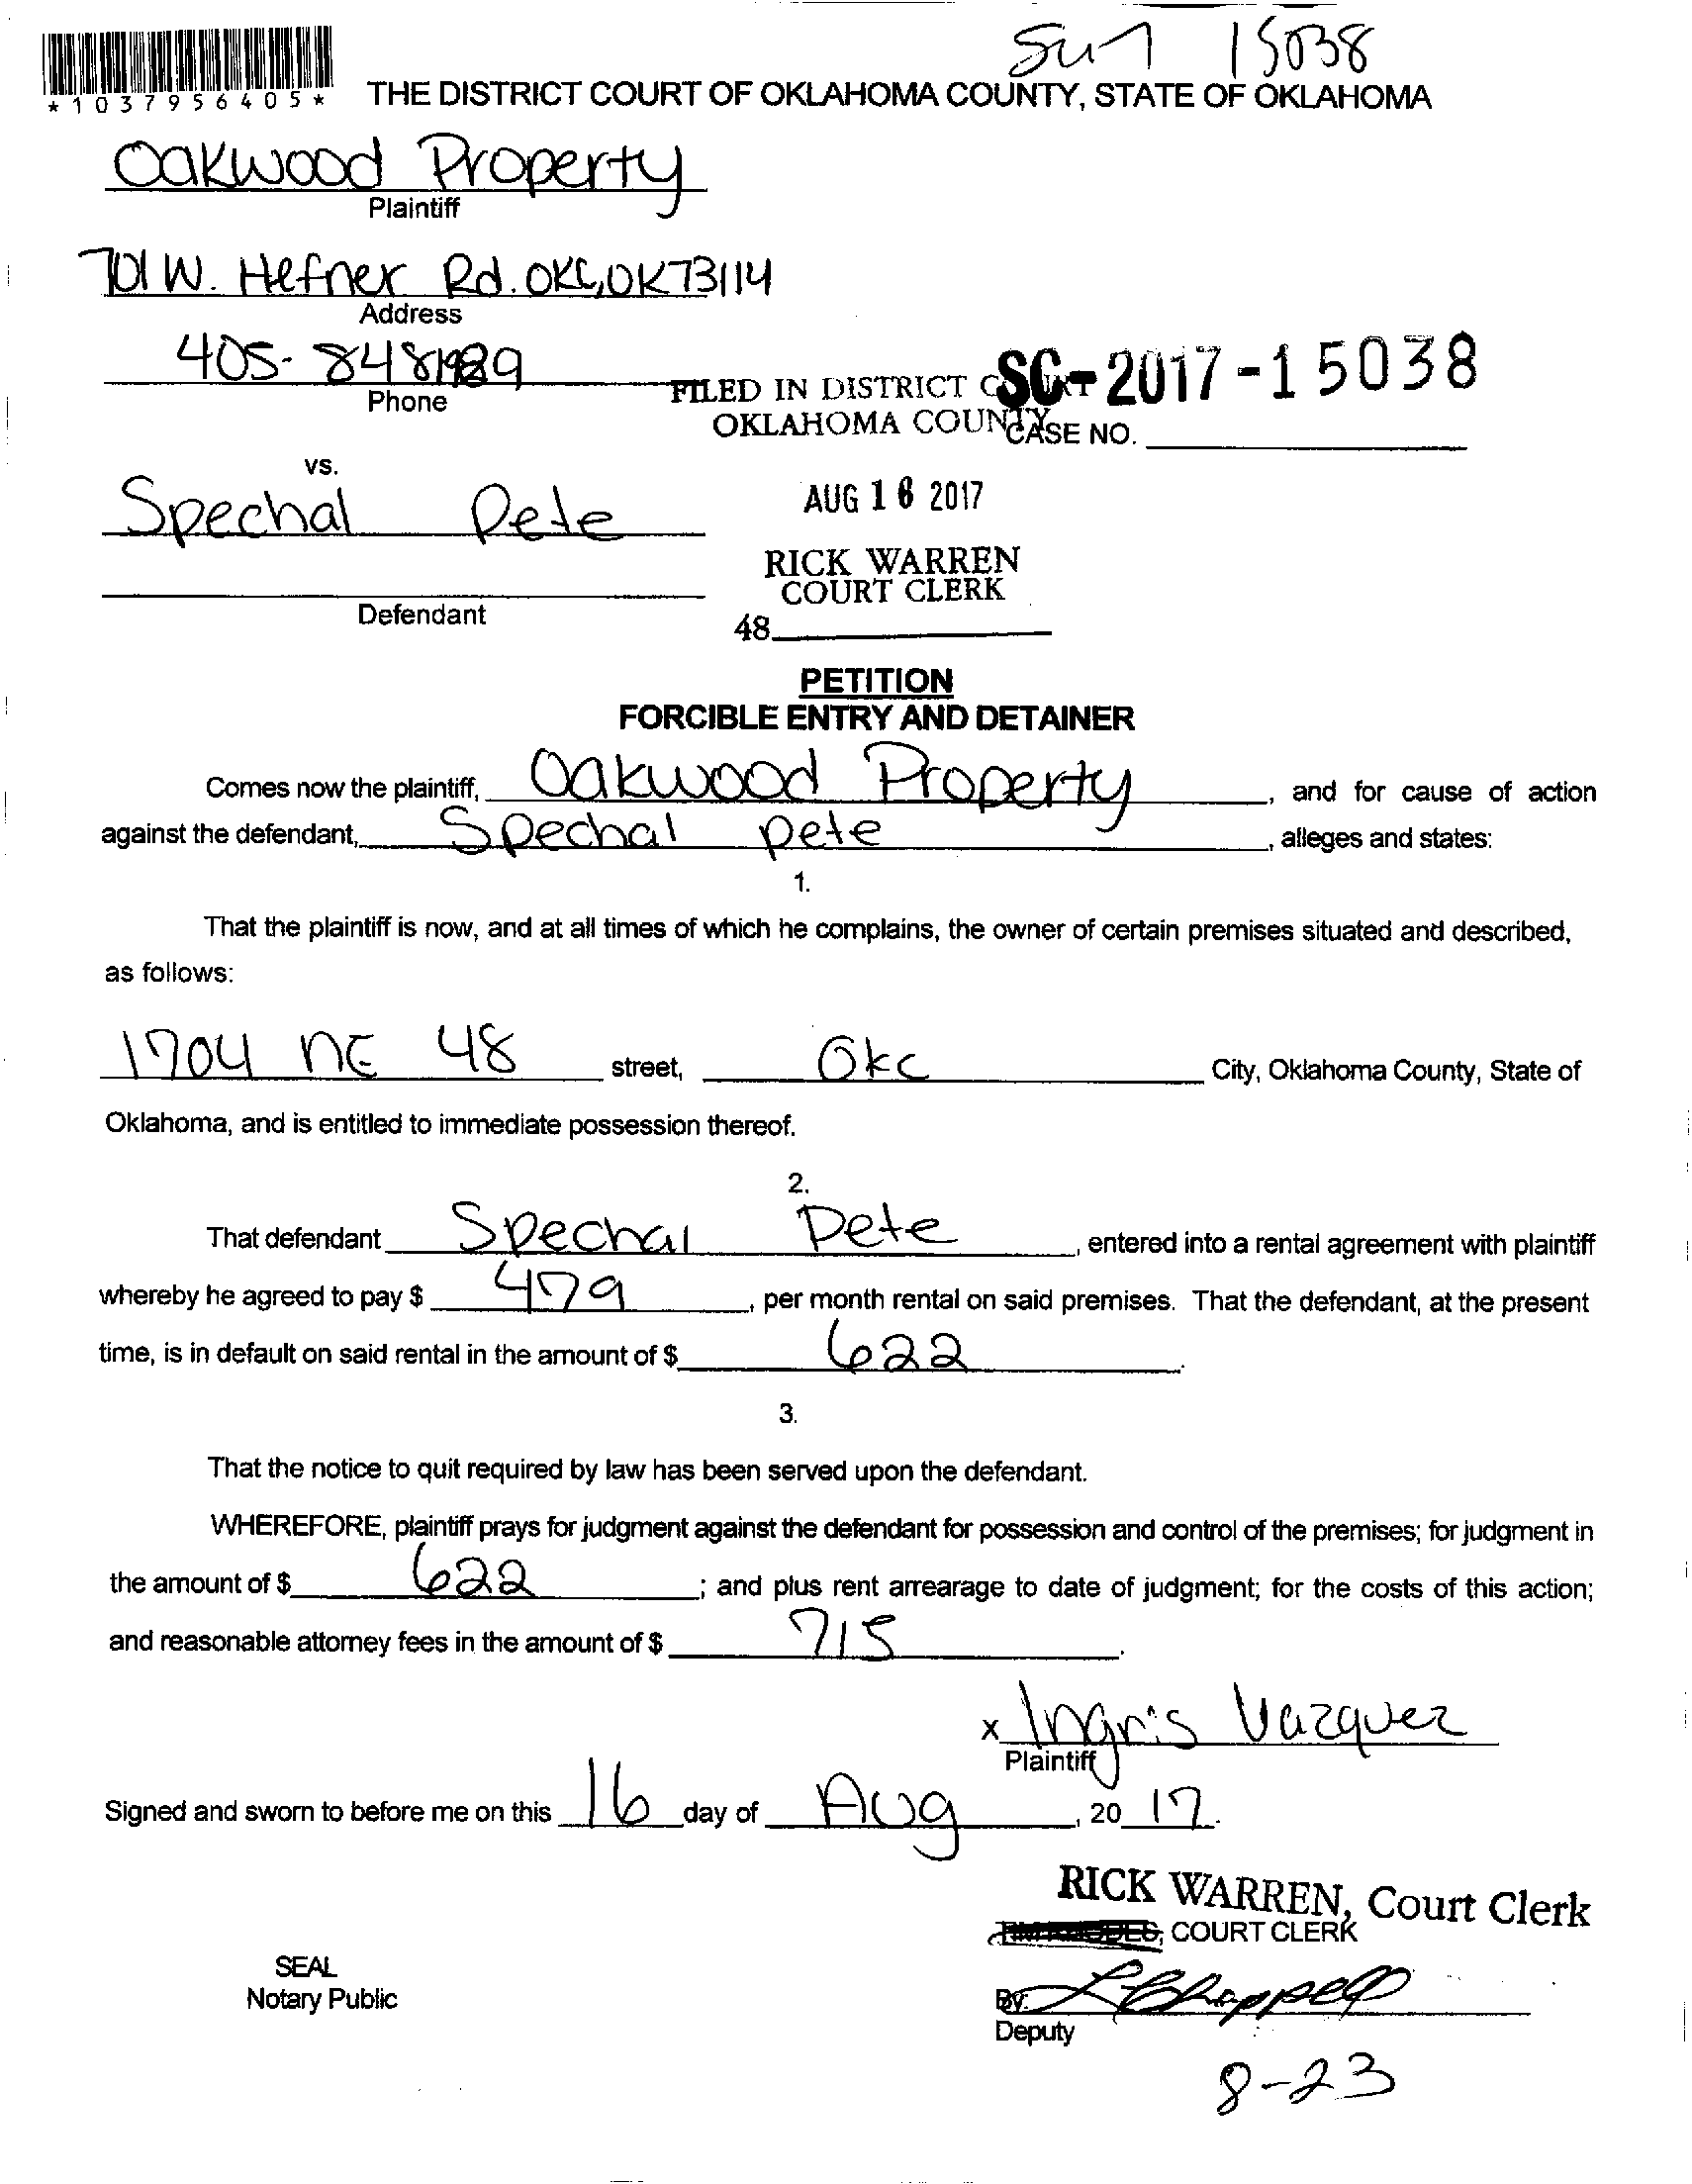 SM7 15038
*1037956405*
THE DISTRICT COURT OF OKLAHOMA COUNTY, STATE OF OKLAHOMA
Oakwood Property
Plaintiff
701 W. Hefner Rd. OKC, OK 73114
Address
405-848
Phone
SC-2017-15038
FILED IN DISTRICT COURT
OKLAHOMA COUNTY
CASE NO.
vs.
Spechal Pete
AUG 16 2017
RICK WARREN
COURT CLERK
Defendant
48
PETITION
FORCIBLE ENTRY AND DETAINER
Comes now the plaintiff, Oakwood Property, and for cause of action
against the defendant, Spechal pete, alleges and states:
1.
That the plaintiff is now, and at all times of which he complains, the owner of certain premises situated and described,
as follows:
1704 NE 48 street, Okc City, Oklahoma County, State of
Oklahoma, and is entitled to immediate possession thereof.
2.
That defendant Spechal Pete, entered into a rental agreement with plaintiff
whereby he agreed to pay $ 479, per month rental on said premises. That the defendant, at the present
time, is in default on said rental in the amount of $ 622.
3.
That the notice to quit required by law has been served upon the defendant.
WHEREFORE, plaintiff prays for judgment against the defendant for possession and control of the premises; for judgment in
the amount of $ 622; and plus rent arrearage to date of judgment; for the costs of this action;
and reasonable attorney fees in the amount of $ 715.
x Ingris Vazquez
Plaintiff
Signed and sworn to before me on this 16 day of Aug, 2017.
RICK WARREN, Court Clerk
COURT CLERK
SEAL
Notary Public
By: L Chappell
Deputy
8-23